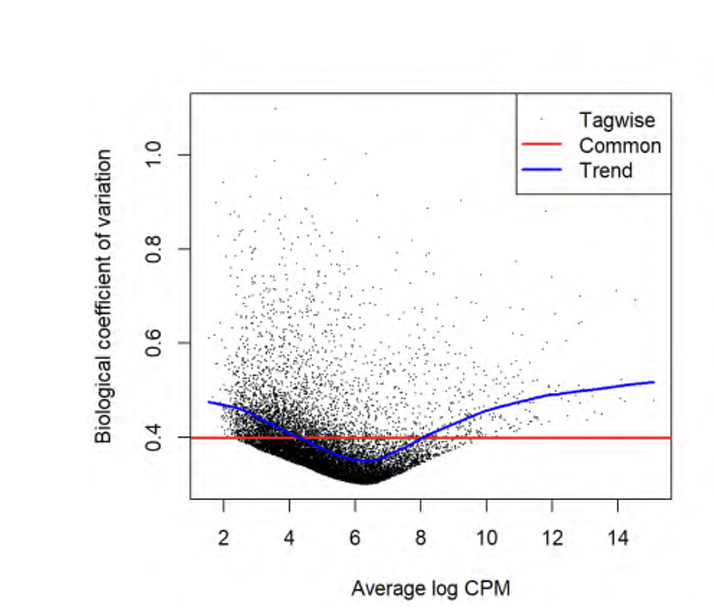 Tagwise
Common
Trend
Biological coefficient of variation
1.0
0.8
0.6
0.4
2 4 6 8 10 12 14
Average log CPM